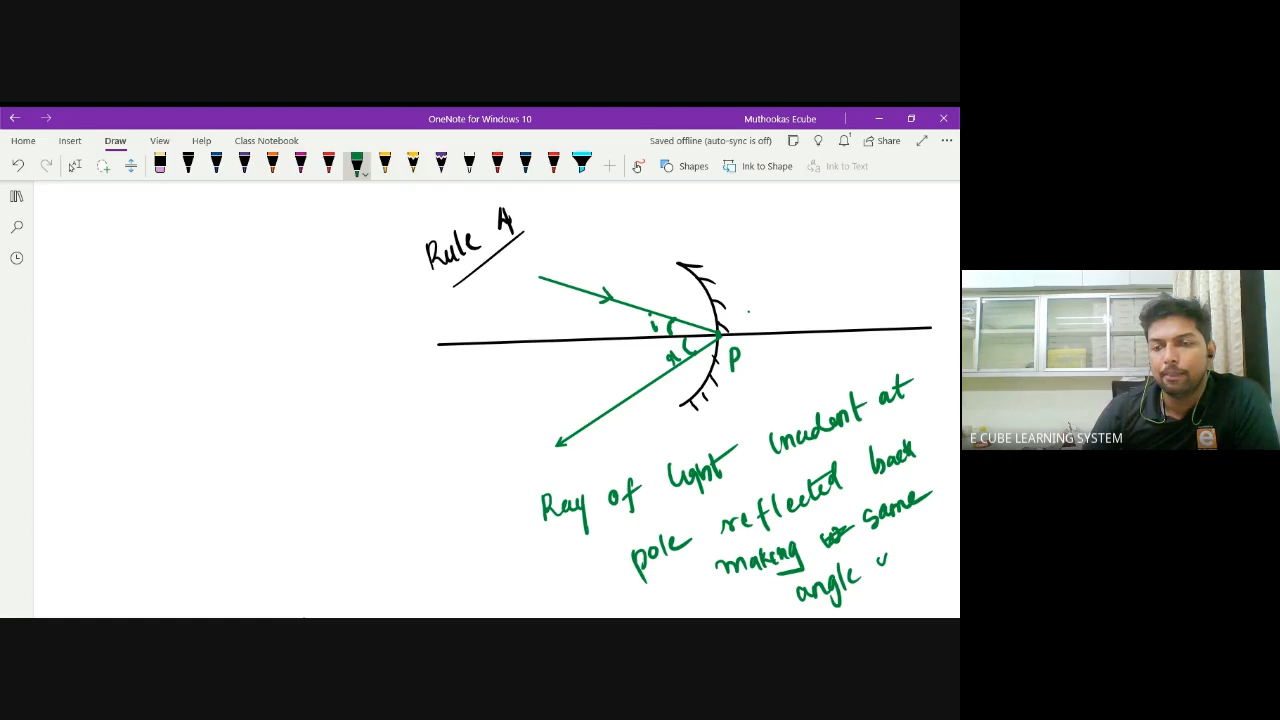 OneNote for Windows 10
Muthookas Ecube
Home Insert Draw View Help Class Notebook
Saved offline (auto-sync is off)
Share
Shapes
Ink to Shape
Ink to Text
Rule 4
i
r
P
Ray of light incident at
pole reflected back
making same
angle
E CUBE LEARNING SYSTEM
e